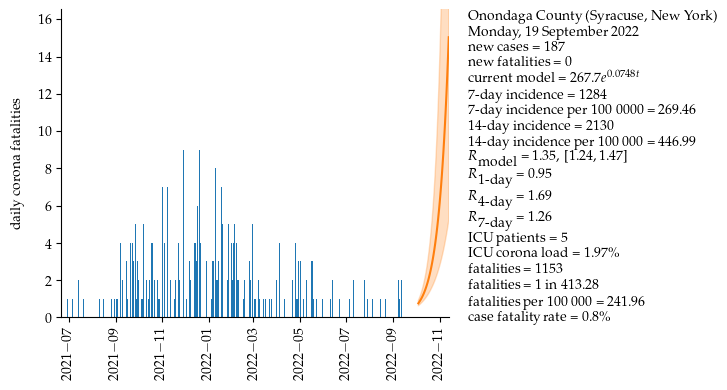 16
14
12
10
8
6
4
2
0
daily corona fatalities
2021−07
2021−09
2021−11
2022−01
2022−03
2022−05
2022−07
2022−09
2022−11
Onondaga County (Syracuse, New York)
Monday, 19 September 2022
new cases = 187
new fatalities = 0
current model = 267.7e^0.0748t
7-day incidence = 1284
7-day incidence per 100 0000 = 269.46
14-day incidence = 2130
14-day incidence per 100 000 = 446.99
R_model = 1.35, [1.24, 1.47]
R_1-day = 0.95
R_4-day = 1.69
R_7-day = 1.26
ICU patients = 5
ICU corona load = 1.97%
fatalities = 1153
fatalities = 1 in 413.28
fatalities per 100 000 = 241.96
case fatality rate = 0.8%